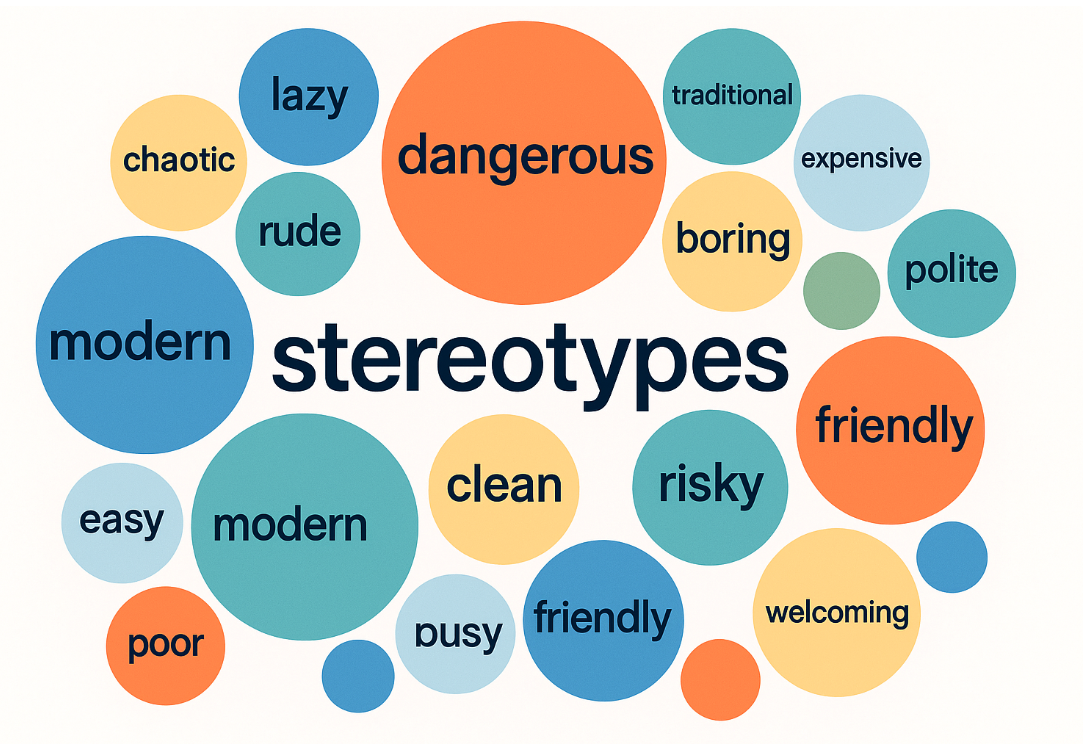 lazy
dangerous
traditional
chaotic
expensive
rude
boring
polite
modern
stereotypes
friendly
clean
risky
easy
modern
welcoming
poor
pusy
friendly